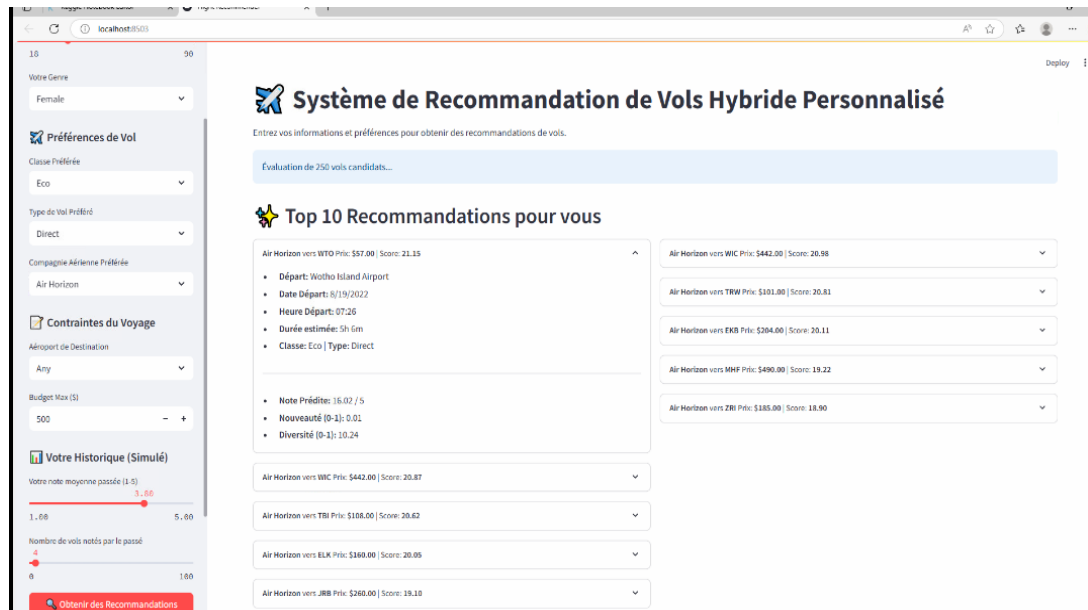 localhost:8503
18 90
Votre Genre
Female
Préférences de Vol
Classe Préférée
Eco
Type de Vol Préféré
Direct
Compagnie Aérienne Préférée
Air Horizon
Contraintes du Voyage
Aéroport de Destination
Any
Budget Max ($)
500 - +
Votre Historique (Simulé)
Votre note moyenne passée (1-5)
3.80
1.00 5.00
Nombre de vols notés par le passé
4
0 100
Obtenir des Recommandations
Deploy
Système de Recommandation de Vols Hybride Personnalisé
Entrez vos informations et préférences pour obtenir des recommandations de vols.
Évaluation de 250 vols candidats...
Top 10 Recommandations pour vous
Air Horizon vers WTO Prix: $57.00 | Score: 21.15
• Départ: Wotho Island Airport
• Date Départ: 8/19/2022
• Heure Départ: 07:26
• Durée estimée: 5h 6m
• Classe: Eco | Type: Direct
• Note Prédite: 16.02 / 5
• Nouveauté (0-1): 0.01
• Diversité (0-1): 10.24
Air Horizon vers WIC Prix: $442.00 | Score: 20.87
Air Horizon vers TBI Prix: $108.00 | Score: 20.62
Air Horizon vers ELK Prix: $160.00 | Score: 20.05
Air Horizon vers JRB Prix: $260.00 | Score: 19.10
Air Horizon vers WIC Prix: $442.00 | Score: 20.98
Air Horizon vers TRW Prix: $101.00 | Score: 20.81
Air Horizon vers EKB Prix: $204.00 | Score: 20.11
Air Horizon vers MHF Prix: $490.00 | Score: 19.22
Air Horizon vers ZRI Prix: $185.00 | Score: 18.90